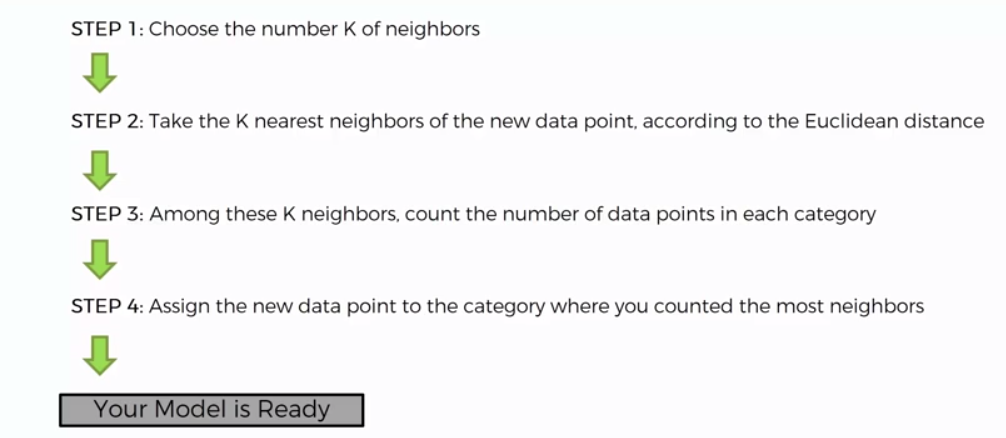 STEP 1: Choose the number K of neighbors
STEP 2: Take the K nearest neighbors of the new data point, according to the Euclidean distance
STEP 3: Among these K neighbors, count the number of data points in each category
STEP 4: Assign the new data point to the category where you counted the most neighbors
Your Model is Ready